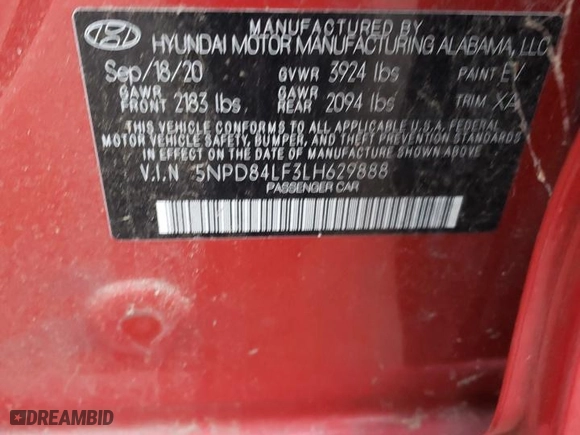 MANUFACTURED BY
HYUNDAI MOTOR MANUFACTURING ALABAMA, LLC
Sep/18/20 GVWR 3924 lbs PAINT EV
GAWR FRONT 2183 lbs GAWR REAR 2094 lbs TRIM XA
THIS VEHICLE CONFORMS TO ALL APPLICABLE U.S.A. FEDERAL
MOTOR VEHICLE SAFETY, BUMPER AND THEFT PREVENTION STANDARDS
IN EFFECT ON THE DATE OF MANUFACTURE SHOWN ABOVE.
V.I.N 5NPD84LF3LH629888
PASSENGER CAR
DREAMBID